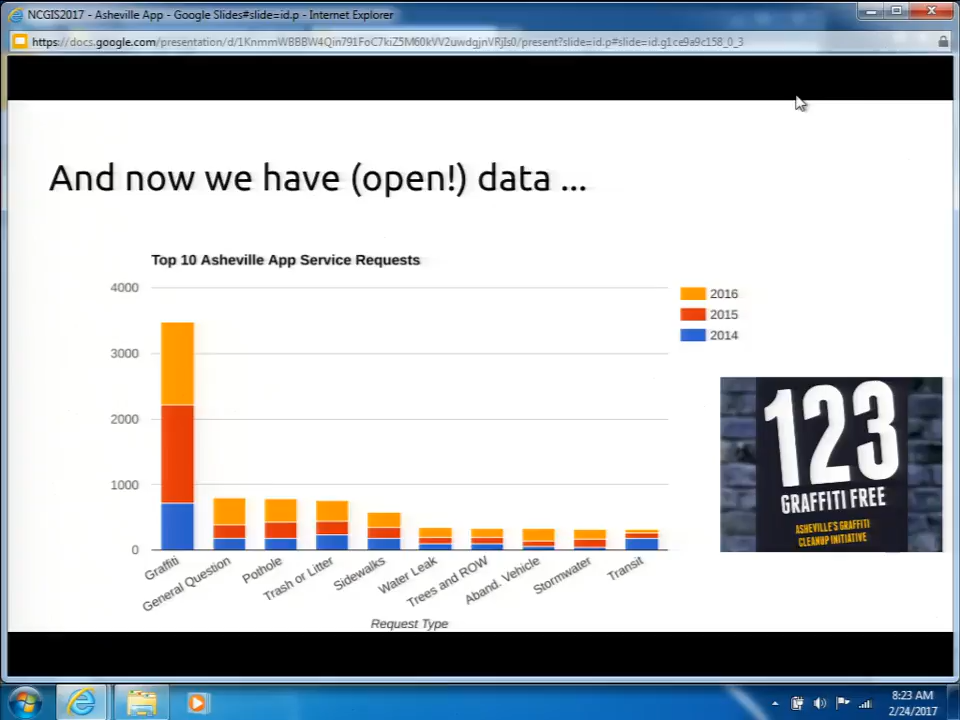 NCGIS2017 - Asheville App - Google Slides#slide=id.p - Internet Explorer
And now we have (open!) data ...
Top 10 Asheville App Service Requests
4000
3000
2000
1000
0
2016
2015
2014
Graffiti
General Question
Pothole
Trash or Litter
Sidewalks
Water Leak
Trees and ROW
Aband. Vehicle
Stormwater
Transit
Request Type
123
GRAFFITI FREE
ASHEVILLE'S GRAFFITI
CLEANUP INITIATIVE
8:23 AM
2/24/2017